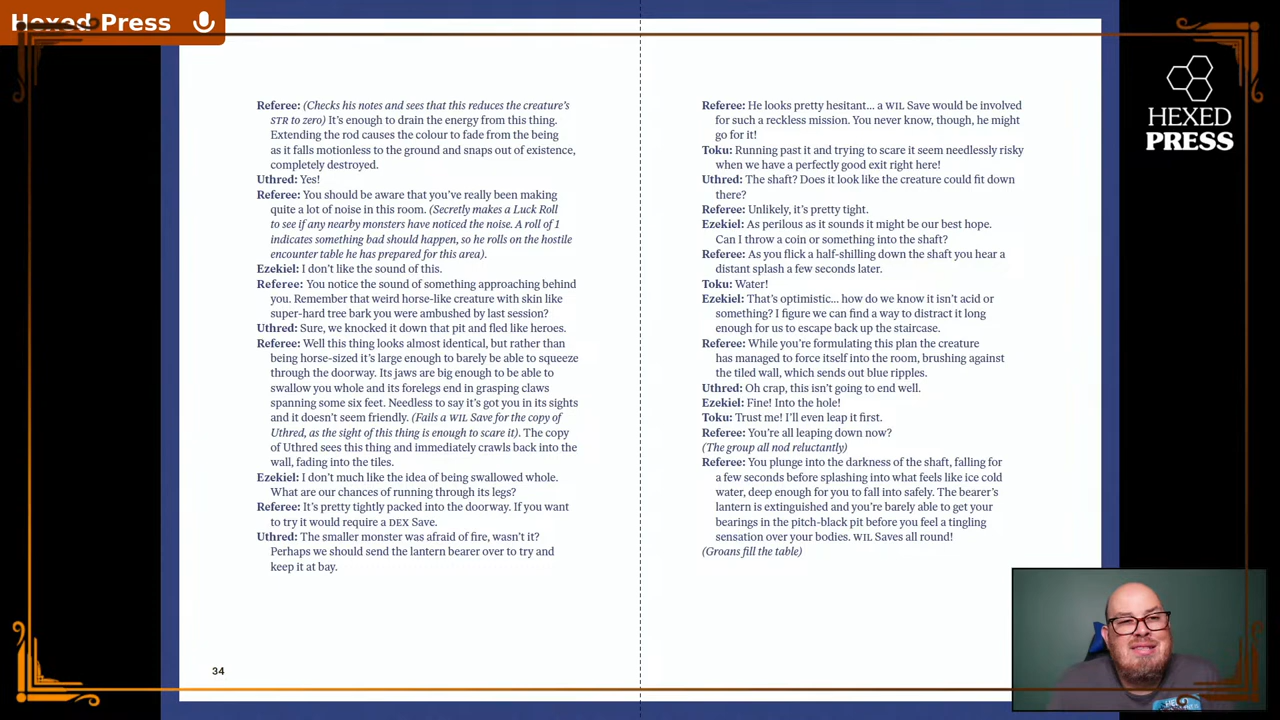 Hexed Press
Referee: (Checks his notes and sees that this reduces the creature's
STR to zero) It's enough to drain the energy from this thing.
Extending the rod causes the colour to fade from the being
as it falls motionless to the ground and snaps out of existence,
completely destroyed.
Uthred: Yes!
Referee: You should be aware that you've really been making
quite a lot of noise in this room. (Secretly makes a Luck Roll
to see if any nearby monsters have noticed the noise. A roll of 1
indicates something bad should happen, so he rolls on the hostile
encounter table he has prepared for this area).
Ezekiel: I don't like the sound of this.
Referee: You notice the sound of something approaching behind
you. Remember that weird horse-like creature with skin like
super-hard tree bark you were ambushed by last session?
Uthred: Sure, we knocked it down that pit and fled like heroes.
Referee: Well this thing looks almost identical, but rather than
being horse-sized it's large enough to barely be able to squeeze
through the doorway. Its jaws are big enough to be able to
swallow you whole and its forelegs end in grasping claws
spanning some six feet. Needless to say it's got you in its sights
and it doesn't seem friendly. (Fails a WIL Save for the copy of
Uthred, as the sight of this thing is enough to scare it). The copy
of Uthred sees this thing and immediately crawls back into the
wall, fading into the tiles.
Ezekiel: I don't much like the idea of being swallowed whole.
What are our chances of running through its legs?
Referee: It's pretty tightly packed into the doorway. If you want
to try it would require a DEX Save.
Uthred: The smaller monster was afraid of fire, wasn't it?
Perhaps we should send the lantern bearer over to try and
keep it at bay.
34
Referee: He looks pretty hesitant... a WIL Save would be involved
for such a reckless mission. You never know, though, he might
go for it!
Toku: Running past it and trying to scare it seem needlessly risky
when we have a perfectly good exit right here!
Uthred: The shaft? Does it look like the creature could fit down
there?
Referee: Unlikely, it's pretty tight.
Ezekiel: As perilous as it sounds it might be our best hope.
Can I throw a coin or something into the shaft?
Referee: As you flick a half-shilling down the shaft you hear a
distant splash a few seconds later.
Toku: Water!
Ezekiel: That's optimistic... how do we know it isn't acid or
something? I figure we can find a way to distract it long
enough for us to escape back up the staircase.
Referee: While you're formulating this plan the creature
has managed to force itself into the room, brushing against
the tiled wall, which sends out blue ripples.
Uthred: Oh crap, this isn't going to end well.
Ezekiel: Fine! Into the hole!
Toku: Trust me! I'll even leap it first.
Referee: You're all leaping down now?
(The group all nod reluctantly)
Referee: You plunge into the darkness of the shaft, falling for
a few seconds before splashing into what feels like ice cold
water, deep enough for you to fall into safely. The bearer's
lantern is extinguished and you're barely able to get your
bearings in the pitch-black pit before you feel a tingling
sensation over your bodies. WIL Saves all round!
(Groans fill the table)
HEXED
PRESS